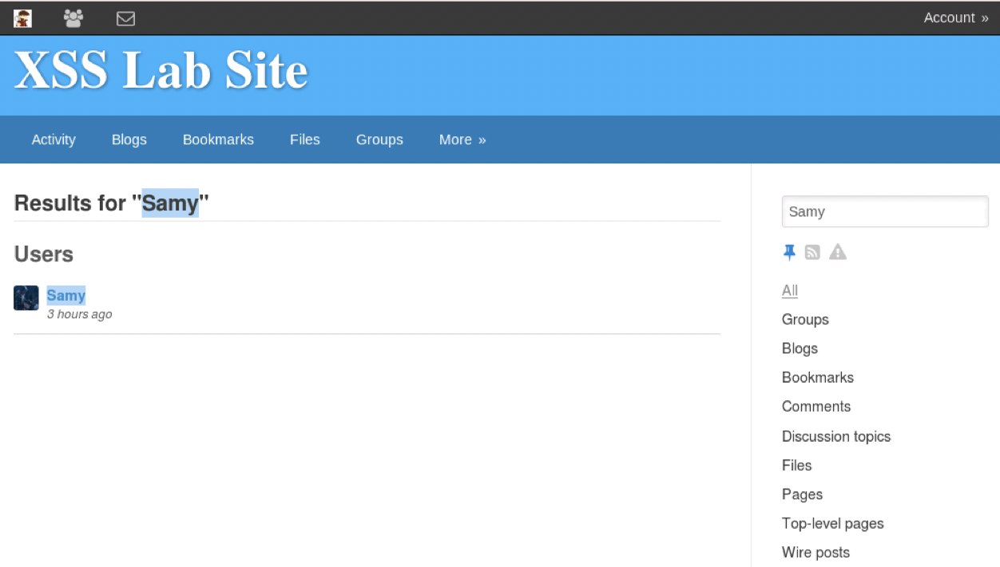 Account »
XSS Lab Site
Activity Blogs Bookmarks Files Groups More »
Results for "Samy"
Users
Samy
3 hours ago
Samy
All
Groups
Blogs
Bookmarks
Comments
Discussion topics
Files
Pages
Top-level pages
Wire posts